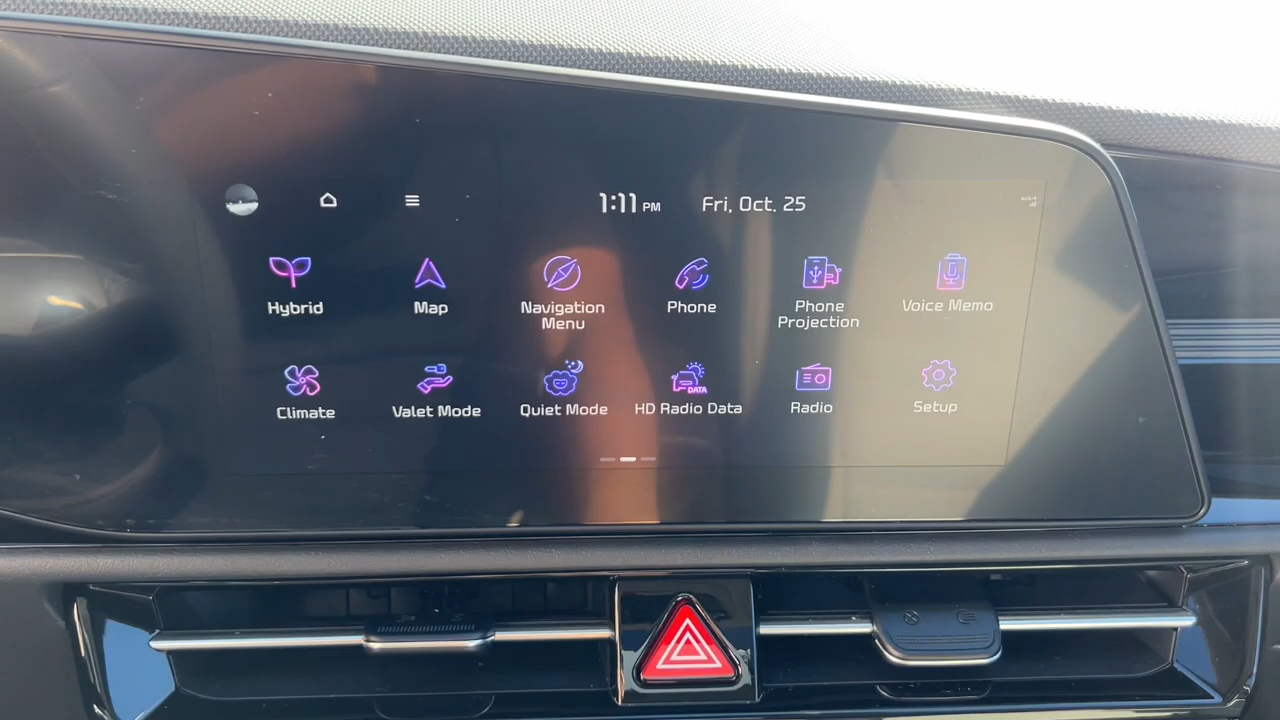 1:11 PM Fri, Oct. 25
Hybrid
Map
Navigation
Menu
Phone
Phone
Projection
Voice Memo
Climate
Valet Mode
Quiet Mode
DATA
HD Radio Data
Radio
Setup